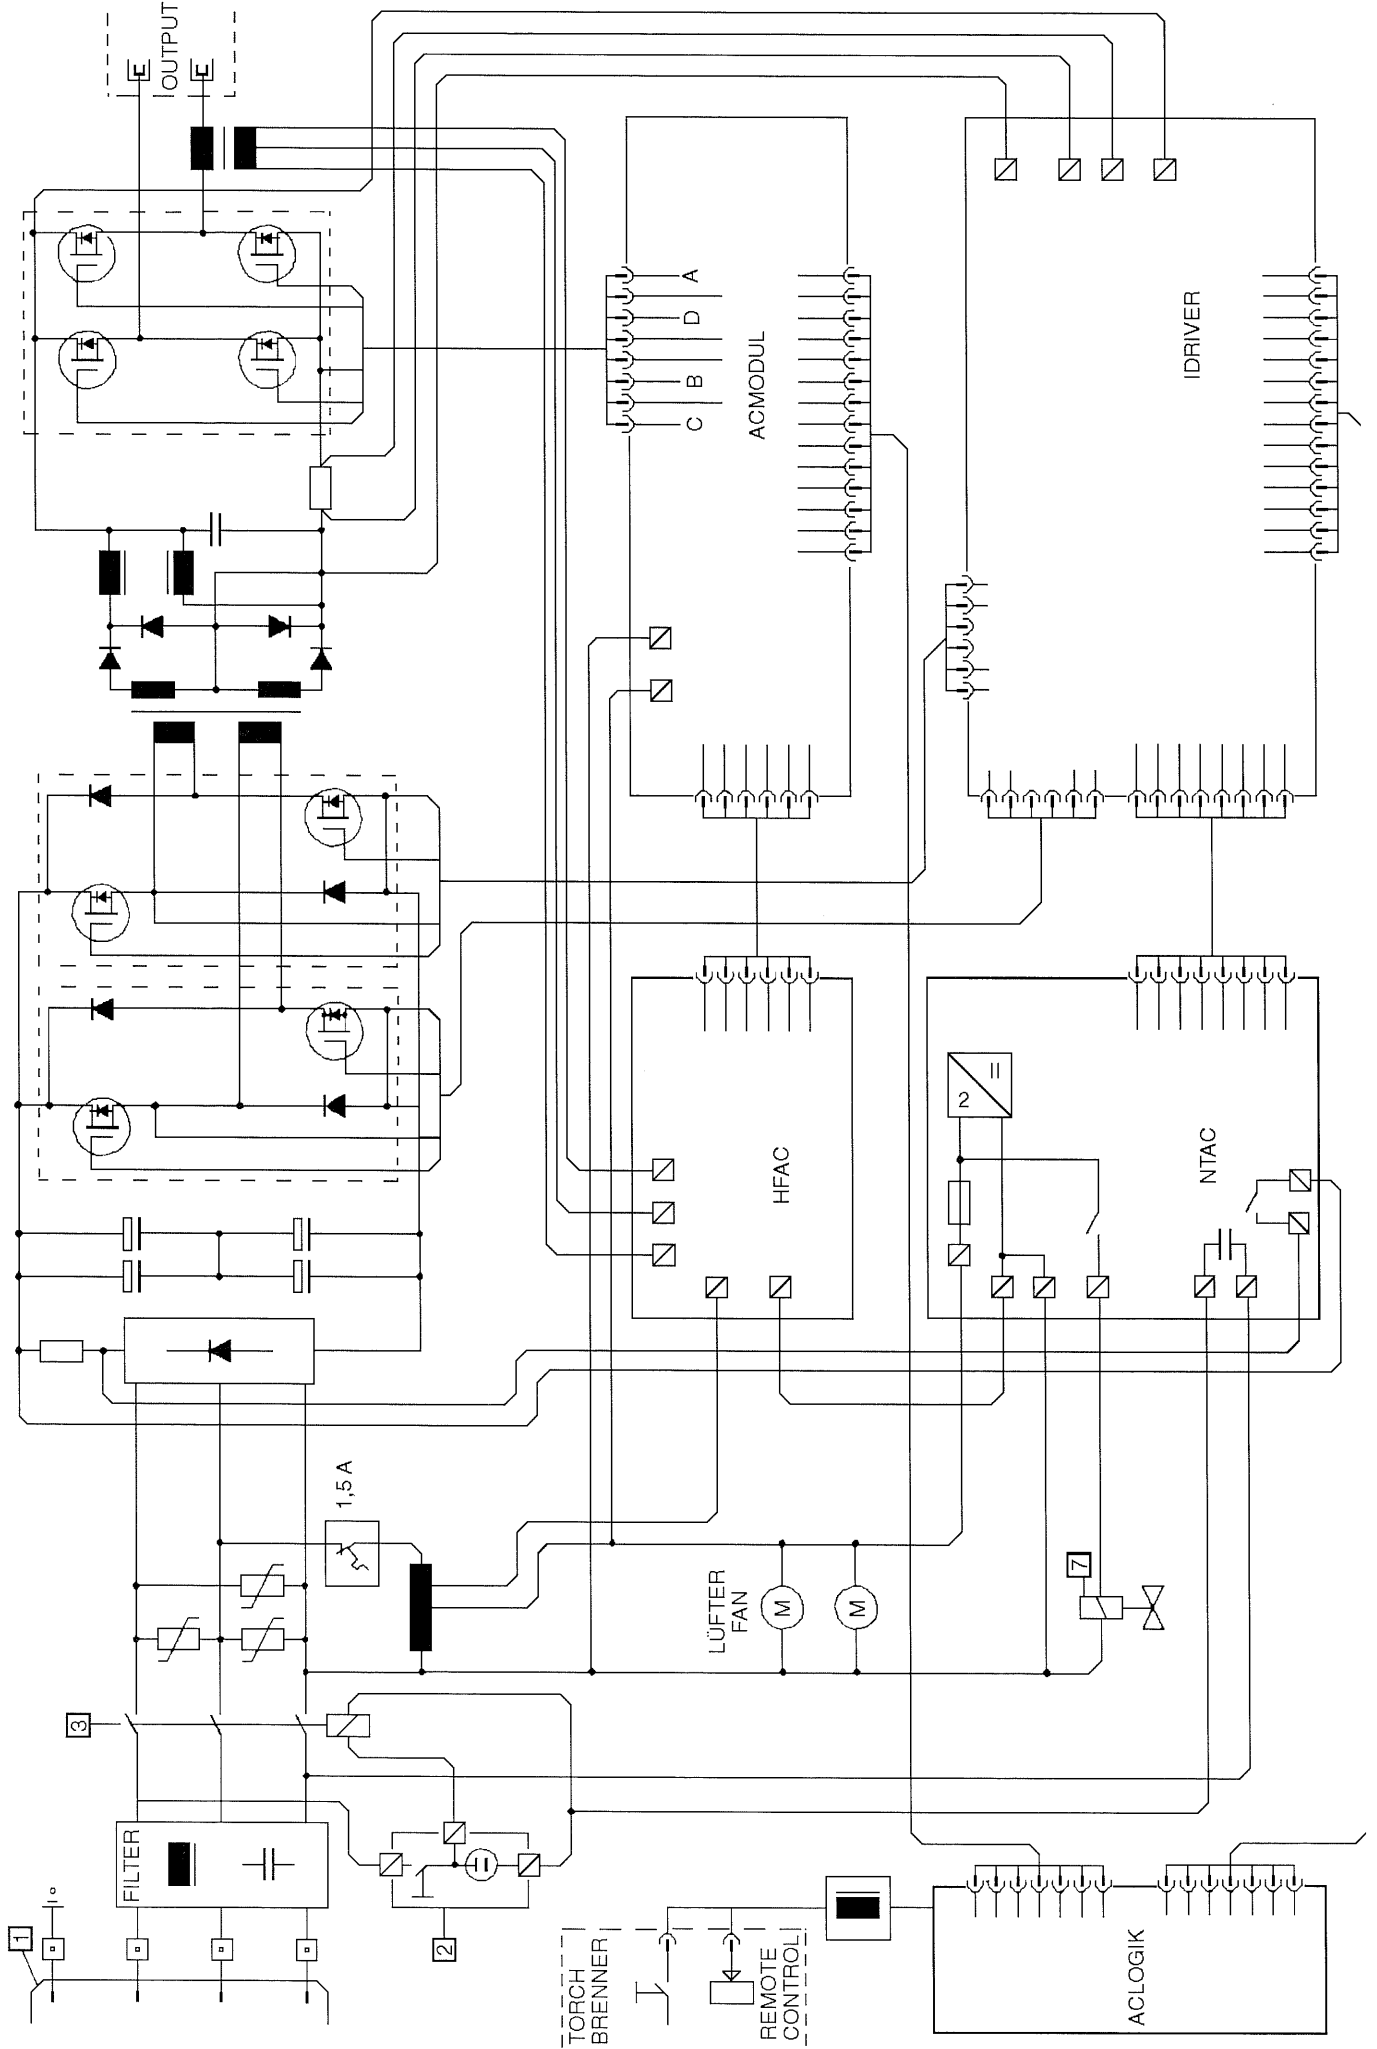 OUTPUT
A
D
B
C
ACMODUL
IDRIVER
HFAC
2
NTAC
1,5 A
LÜFTER
FAN
M
M
7
3
FILTER
1
2
TORCH
BRENNER
REMOTE
CONTROL
ACLOGIK